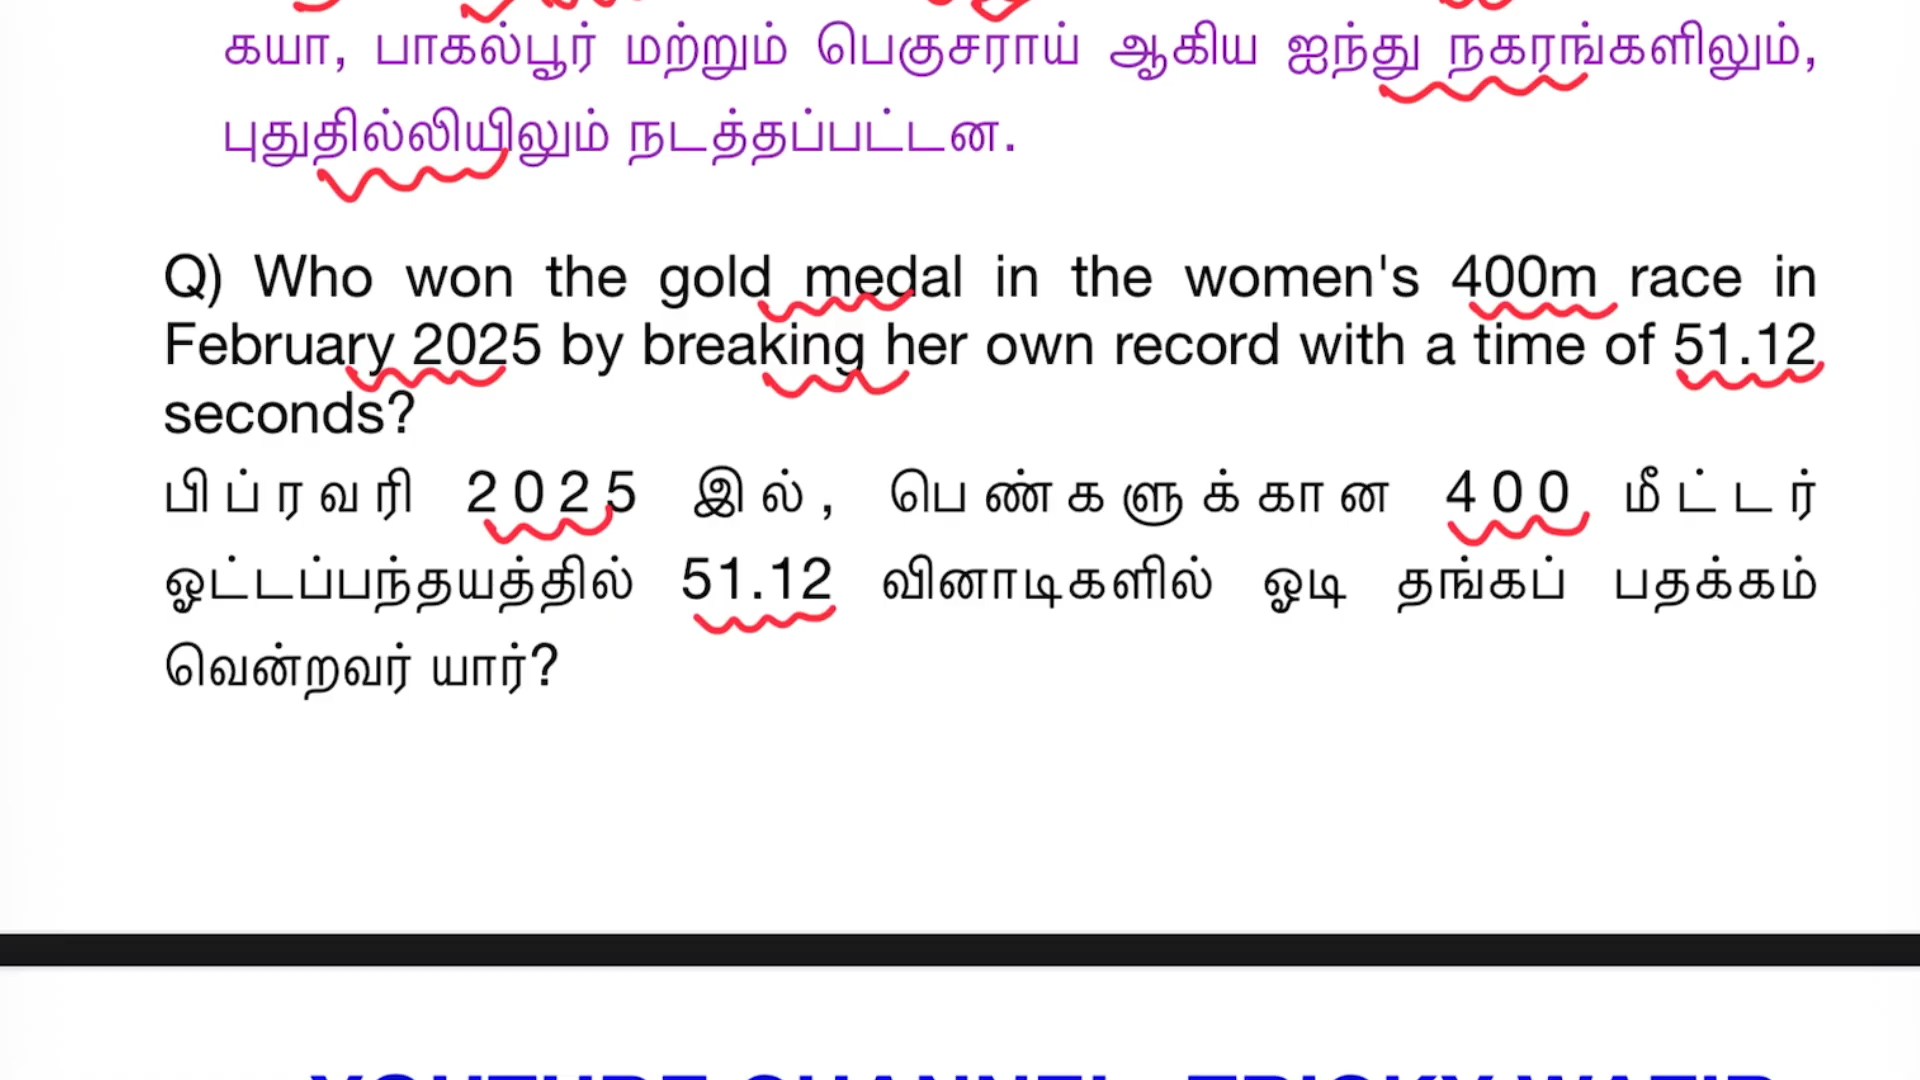 கயா, பாகல்பூர் மற்றும் பெகுசராய் ஆகிய ஐந்து நகரங்களிலும்,
புதுதில்லியிலும் நடத்தப்பட்டன.
Q) Who won the gold medal in the women's 400m race in
February 2025 by breaking her own record with a time of 51.12
seconds?
பிப்ரவரி 2025 இல், பெண்களுக்கான 400 மீட்டர்
ஓட்டப்பந்தயத்தில் 51.12 வினாடிகளில் ஓடி தங்கப் பதக்கம்
வென்றவர் யார்?